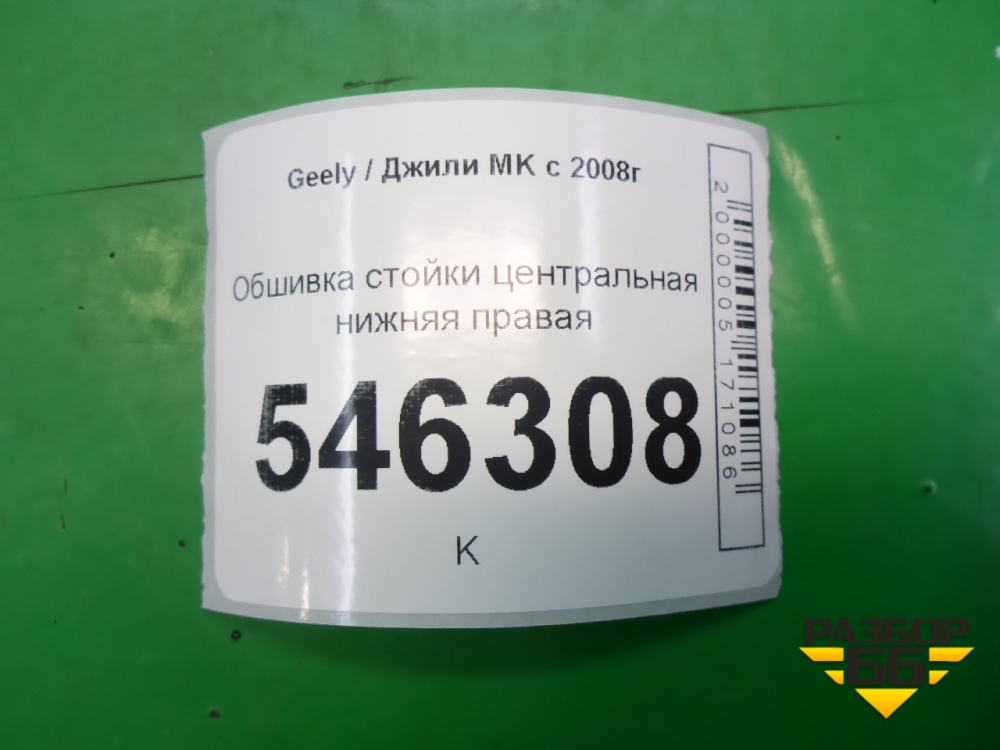 Geely / Джили МК с 2008г
Обшивка стойки центральная
нижняя правая
546308
К
2000005171086
РАЗБОР
66